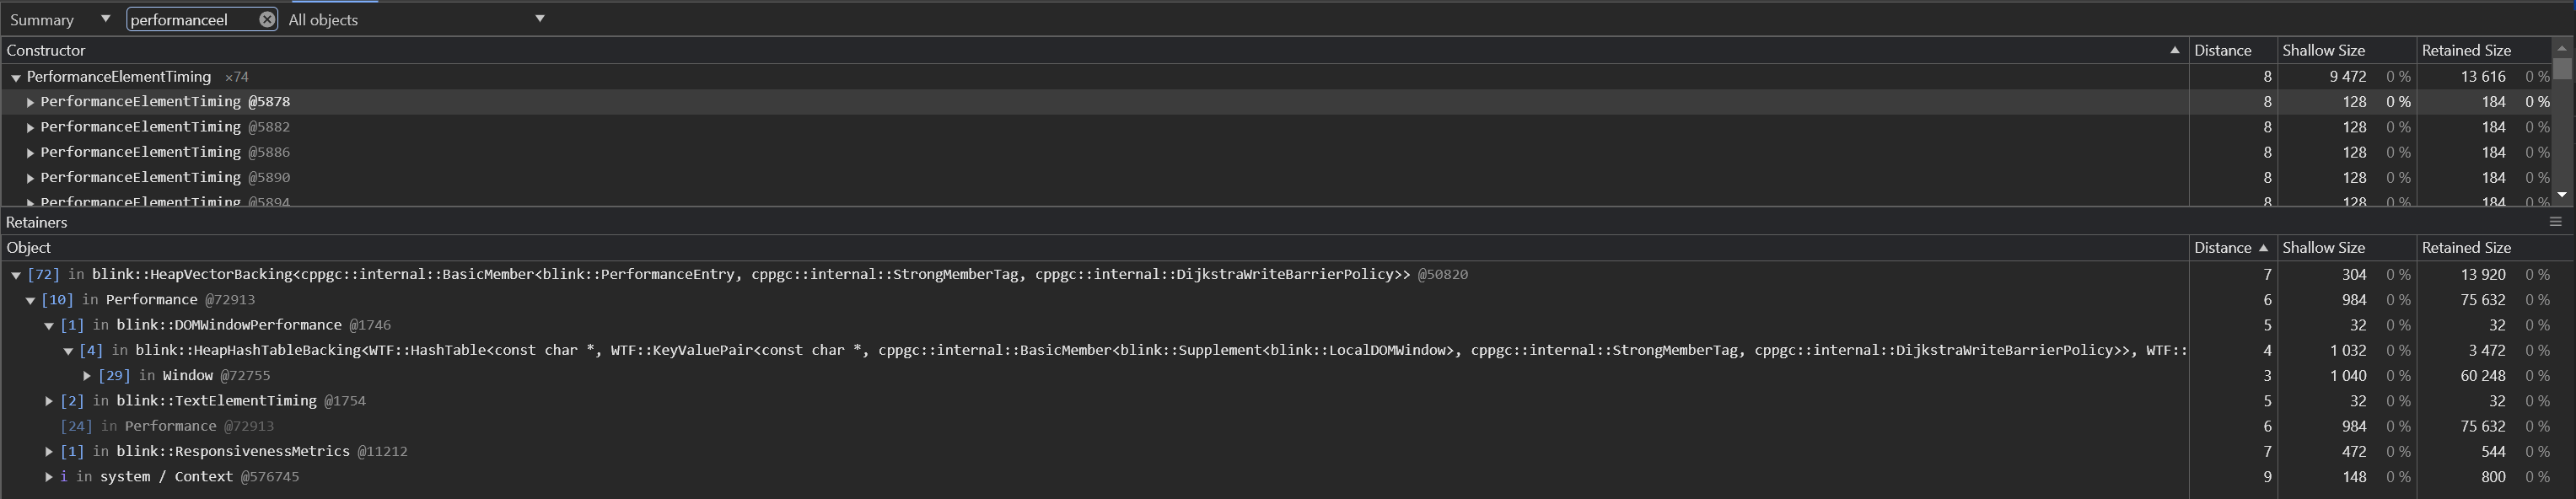 Summary performanceel All objects
Constructor Distance Shallow Size Retained Size
PerformanceElementTiming ×74 8 9 472 0 % 13 616 0 %
PerformanceElementTiming @5878 8 128 0 % 184 0 %
PerformanceElementTiming @5882 8 128 0 % 184 0 %
PerformanceElementTiming @5886 8 128 0 % 184 0 %
PerformanceElementTiming @5890 8 128 0 % 184 0 %
PerformanceElementTiming @5894 8 128 0 % 184 0 %
Retainers
Object Distance Shallow Size Retained Size
[72] in blink::HeapVectorBacking<cppgc::internal::BasicMember<blink::PerformanceEntry, cppgc::internal::StrongMemberTag, cppgc::internal::DijkstraWriteBarrierPolicy>> @50820 7 304 0 % 13 920 0 %
[10] in Performance @72913 6 984 0 % 75 632 0 %
[1] in blink::DOMWindowPerformance @1746 5 32 0 % 32 0 %
[4] in blink::HeapHashTableBacking<WTF::HashTable<const char *, WTF::KeyValuePair<const char *, cppgc::internal::BasicMember<blink::Supplement<blink::LocalDOMWindow>, cppgc::internal::StrongMemberTag, cppgc::internal::DijkstraWriteBarrierPolicy>>, WTF:: 4 1 032 0 % 3 472 0 %
[29] in Window @72755 3 1 040 0 % 60 248 0 %
[2] in blink::TextElementTiming @1754 5 32 0 % 32 0 %
[24] in Performance @72913 6 984 0 % 75 632 0 %
[1] in blink::ResponsivenessMetrics @11212 7 472 0 % 544 0 %
i in system / Context @576745 9 148 0 % 800 0 %